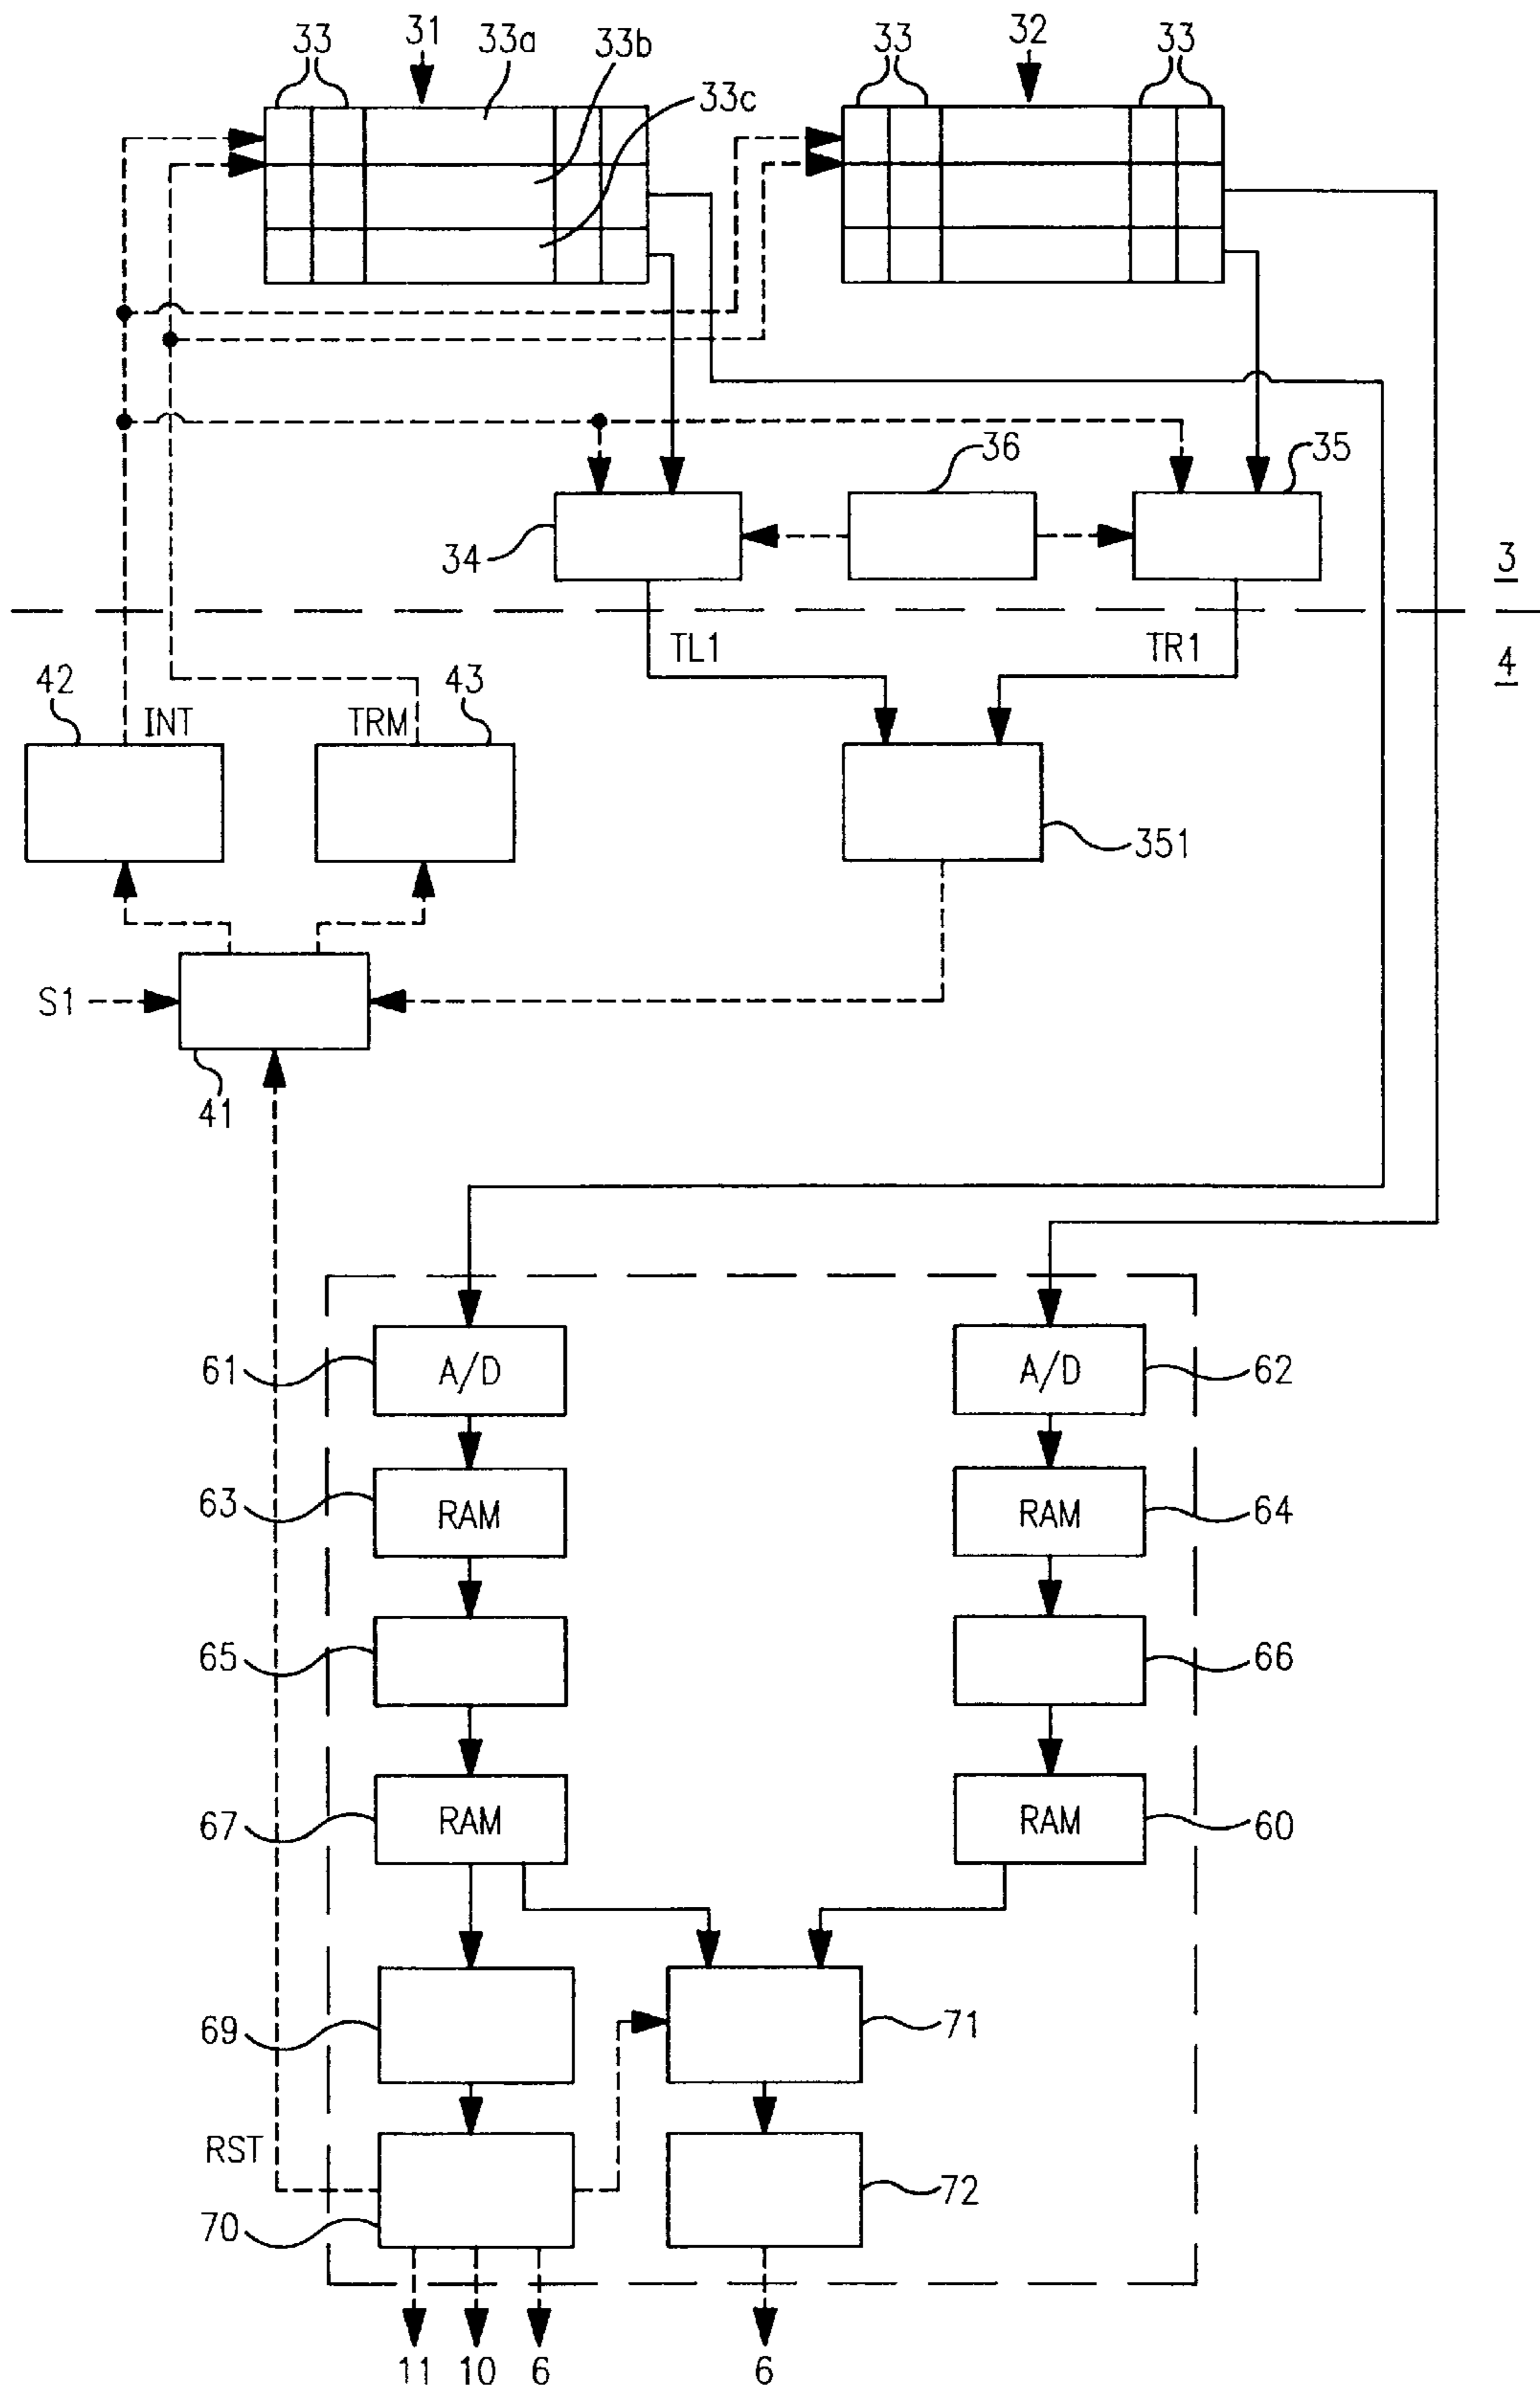 33 31 33a 33b 33c 33 32 33
36 35
34 3
TL1 TR1 4
42 INT TRM 43
351
S1
41
61 A/D A/D 62
63 RAM RAM 64
65 66
67 RAM RAM 60
69 71
RST
70 72
11 10 6 6